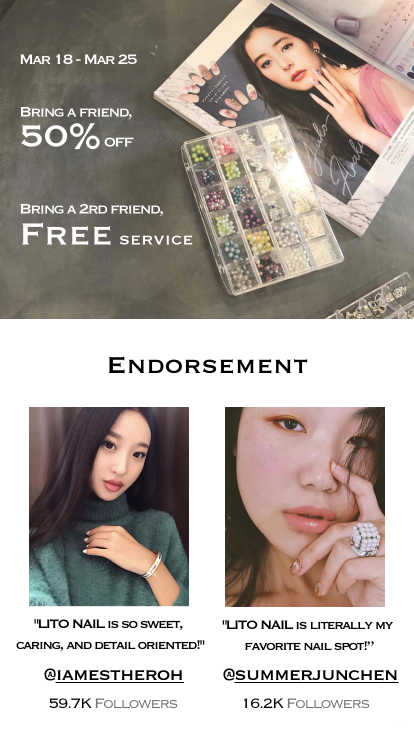 MAR 18 - MAR 25
BRING A FRIEND,
50% OFF
BRING A 2RD FRIEND,
FREE SERVICE
ENDORSEMENT
"LITO NAIL IS SO SWEET,
CARING, AND DETAIL ORIENTED!"
@IAMESTHEROH
59.7K FOLLOWERS
"LITO NAIL IS LITERALLY MY
FAVORITE NAIL SPOT!”
@SUMMERJUNCHEN
16.2K FOLLOWERS